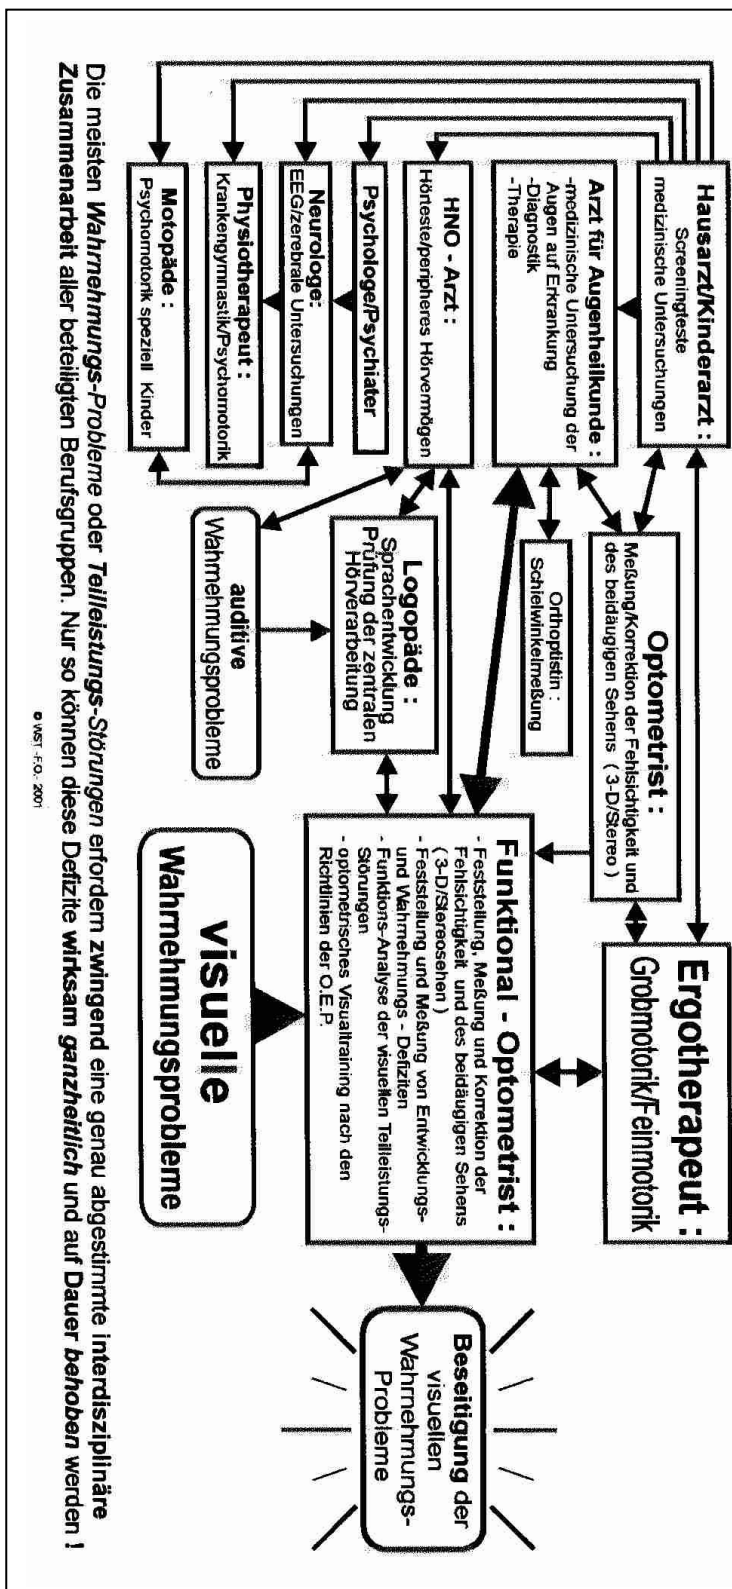 Hausarzt/Kinderarzt :
Screeningteste
medizinische Untersuchungen
Arzt für Augenheilkunde :
-medizinische Untersuchung der
Augen auf Erkrankung
-Diagnostik
-Therapie
HNO - Arzt :
Hörteste/peripheres Hörvermögen
Psychologe/Psychiater
Neurologe:
EEG/zerebrale Untersuchungen
Physiotherapeut :
Krankengymnastik/Psychomotorik
Motopäde :
Psychomotorik speziell Kinder
Optometrist :
Meßung/Korrektion der Fehlsichtigkeit und
des beidäugigen Sehens ( 3-D/Stereo )
Orthoptistin :
Schielwinkelmeßung
Logopäde :
Sprachentwicklung
Prüfung der zentralen
Hörverarbeitung
auditive
Wahrnehmungsprobleme
Ergotherapeut :
Grobmotorik/Feinmotorik
Funktional - Optometrist :
- Feststellung, Meßung und Korrektion der
Fehlsichtigkeit und des beidäugigen Sehens
( 3-D/Stereosehen )
- Feststellung und Meßung von Entwicklungs-
und Wahrnehmungs - Defiziten
- Funktions-Analyse der visuellen Teilleistungs-
Störungen
- optometrisches Visualtraining nach den
Richtlinien der O.E.P.
visuelle
Wahrnehmungsprobleme
Beseitigung der
visuellen
Wahrnehmungs-
Probleme
Die meisten Wahrnehmungs-Probleme oder Teilleistungs-Störungen erfordern zwingend eine genau abgestimmte interdisziplinäre
Zusammenarbeit aller beteiligten Berufsgruppen. Nur so können diese Defizite wirksam ganzheitlich und auf Dauer behoben werden !
© WST.-F.O.- 2001